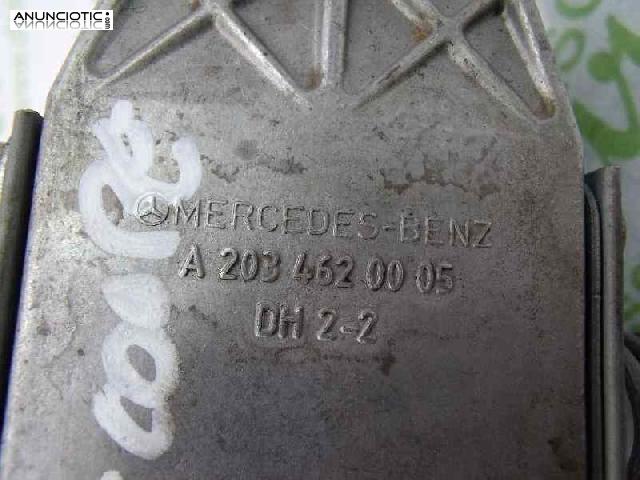 ANUNCIOTIC
MERCEDES-BENZ
A 203 462 00 05
DH 2-2